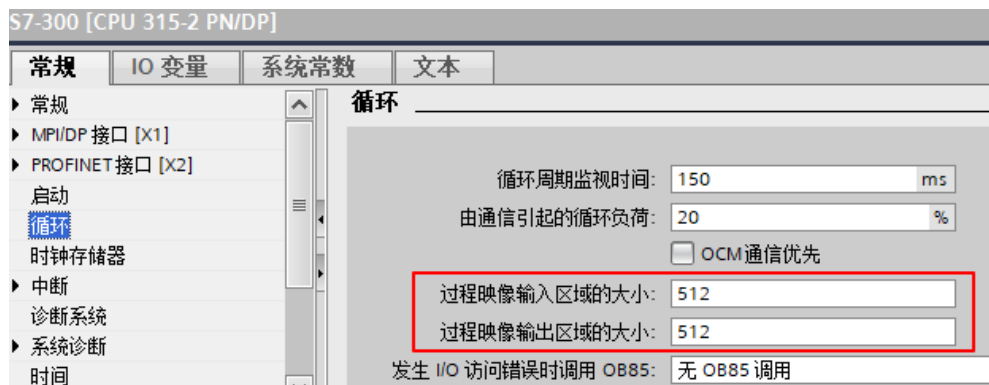 S7-300 [CPU 315-2 PN/DP]
常规 IO 变量 系统常数 文本
常规
MPI/DP 接口 [X1]
PROFINET接口 [X2]
启动
循环
时钟存储器
中断
诊断系统
系统诊断
时间
循环
循环周期监视时间: 150 ms
由通信引起的循环负荷: 20 %
OCM通信优先
过程映像输入区域的大小: 512
过程映像输出区域的大小: 512
发生 I/O 访问错误时调用 OB85: 无 OB85 调用